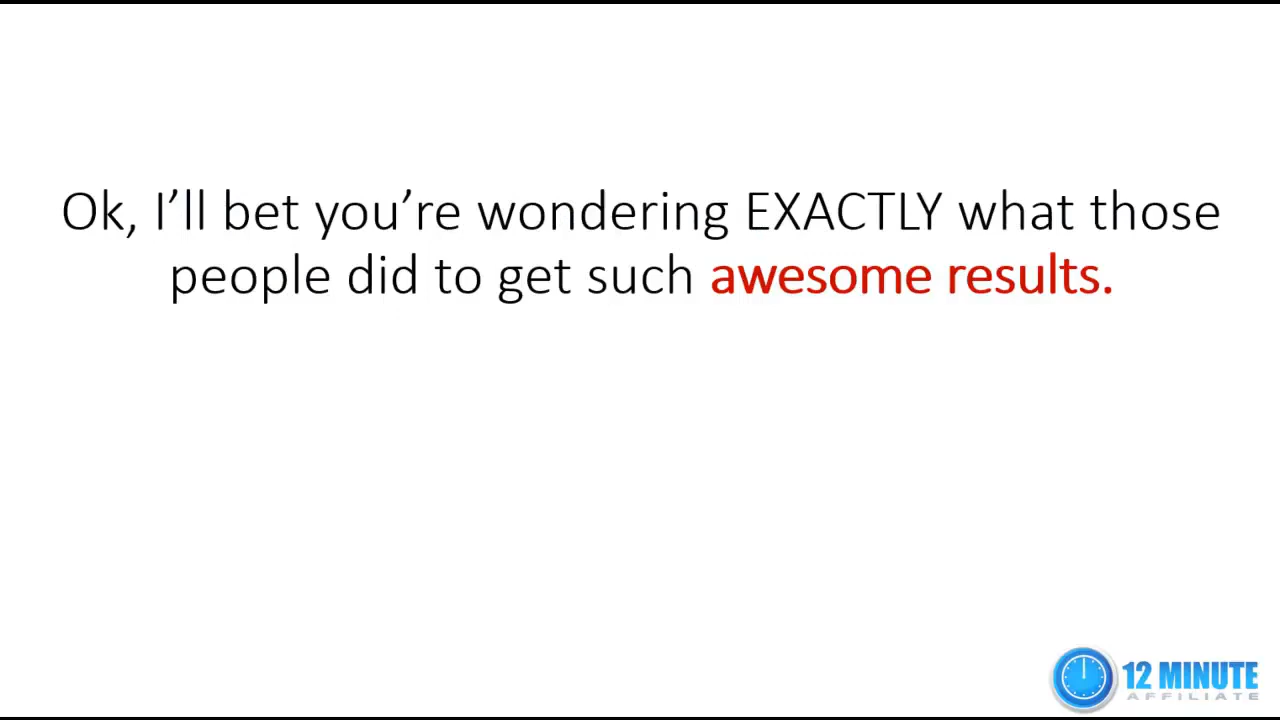 Ok, I’ll bet you’re wondering EXACTLY what those
people did to get such awesome results.
12 MINUTE
AFFILIATE